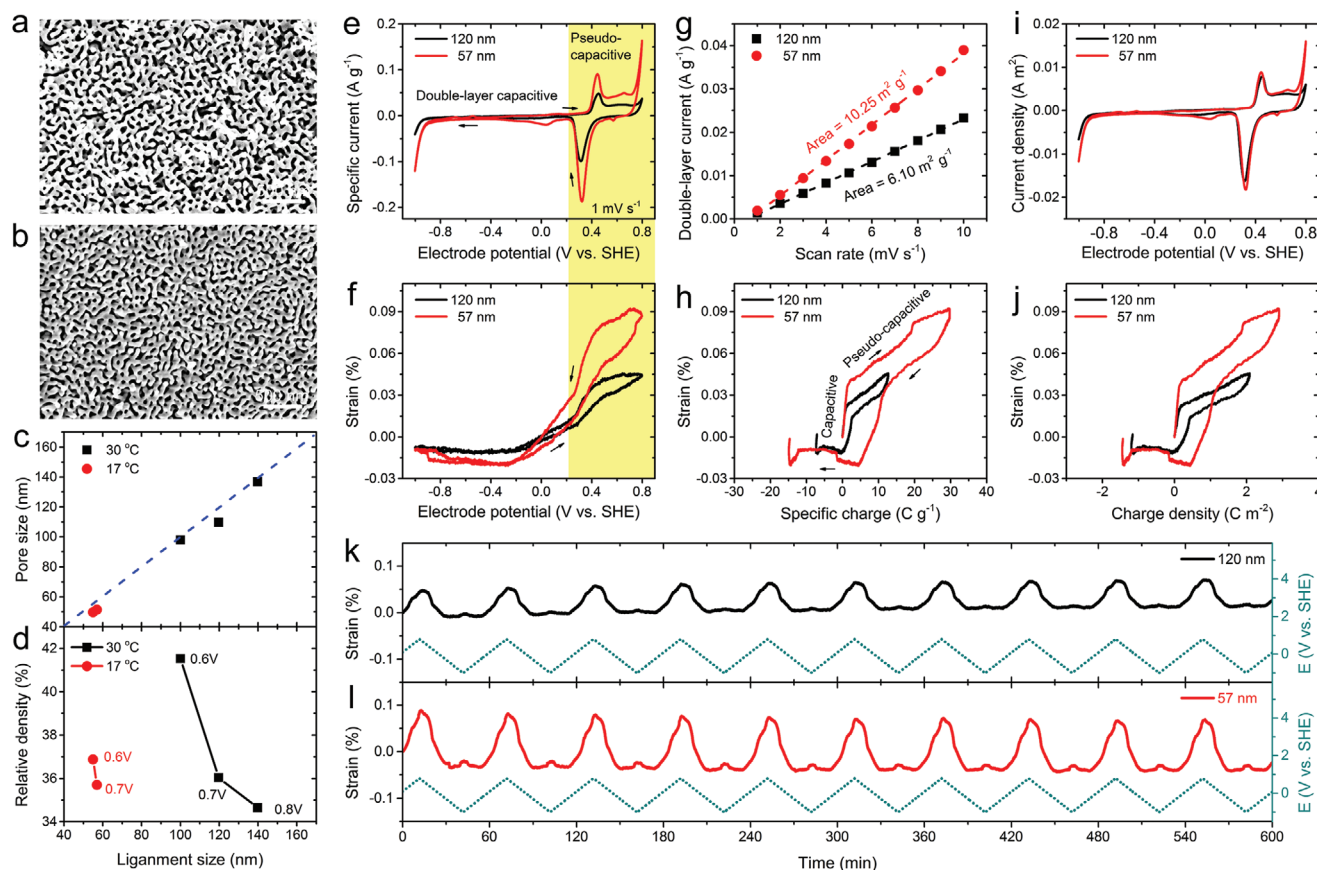 a
b
c
30 °C
17 °C
Pore size (nm)
160
140
120
100
80
60
40
d
30 °C
17 °C
0.6V
0.6V
0.7V
0.7V
0.8V
Relative density (%)
42
40
38
36
34
40 60 80 100 120 140 160
Liganment size (nm)
e
120 nm
57 nm
Pseudo-
capacitive
Double-layer capacitive
1 mV s⁻¹
Specific current (A g⁻¹)
0.1
0.0
-0.1
-0.2
-0.4 0.0 0.4 0.8
Electrode potential (V vs. SHE)
f
120 nm
57 nm
Strain (%)
0.09
0.06
0.03
0.00
-0.03
-0.4 0.0 0.4 0.8
Electrode potential (V vs. SHE)
g
120 nm
57 nm
Area = 10.25 m² g⁻¹
Area = 6.10 m² g⁻¹
Double-layer current (A g⁻¹)
0.04
0.03
0.02
0.01
0.00
0 2 4 6 8 10
Scan rate (mV s⁻¹)
h
120 nm
57 nm
Pseudo-capacitive
Capacitive
Strain (%)
0.09
0.06
0.03
0.00
-0.03
-30 -20 -10 0 10 20 30 40
Specific charge (C g⁻¹)
i
120 nm
57 nm
Current density (A m⁻²)
0.02
0.01
0.00
-0.01
-0.02
-0.4 0.0 0.4 0.8
Electrode potential (V vs. SHE)
j
120 nm
57 nm
Strain (%)
0.09
0.06
0.03
0.00
-0.03
-2 0 2 4
Charge density (C m⁻²)
k
120 nm
Strain (%)
0.1
0.0
-0.1
E (V vs. SHE)
4
2
0
l
57 nm
Strain (%)
0.1
0.0
-0.1
E (V vs. SHE)
4
2
0
0 60 120 180 240 300 360 420 480 540 600
Time (min)